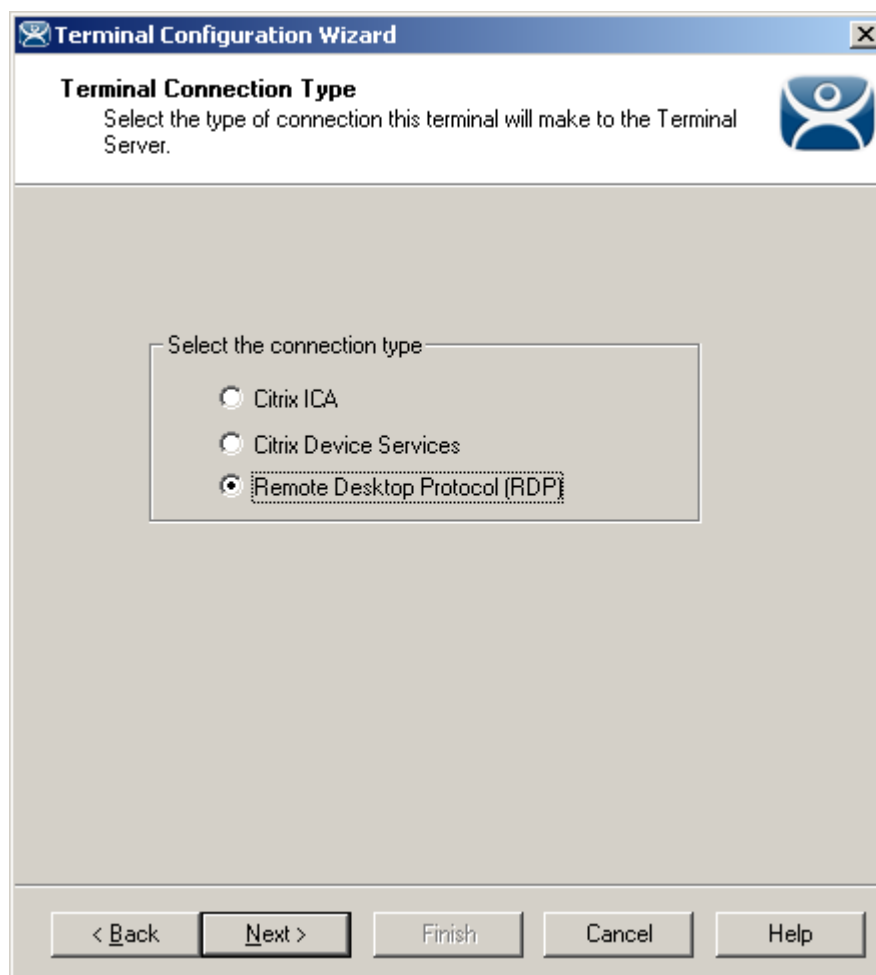 Terminal Configuration Wizard
Terminal Connection Type
Select the type of connection this terminal will make to the Terminal
Server.
Select the connection type
Citrix ICA
Citrix Device Services
Remote Desktop Protocol (RDP)
< Back Next > Finish Cancel Help